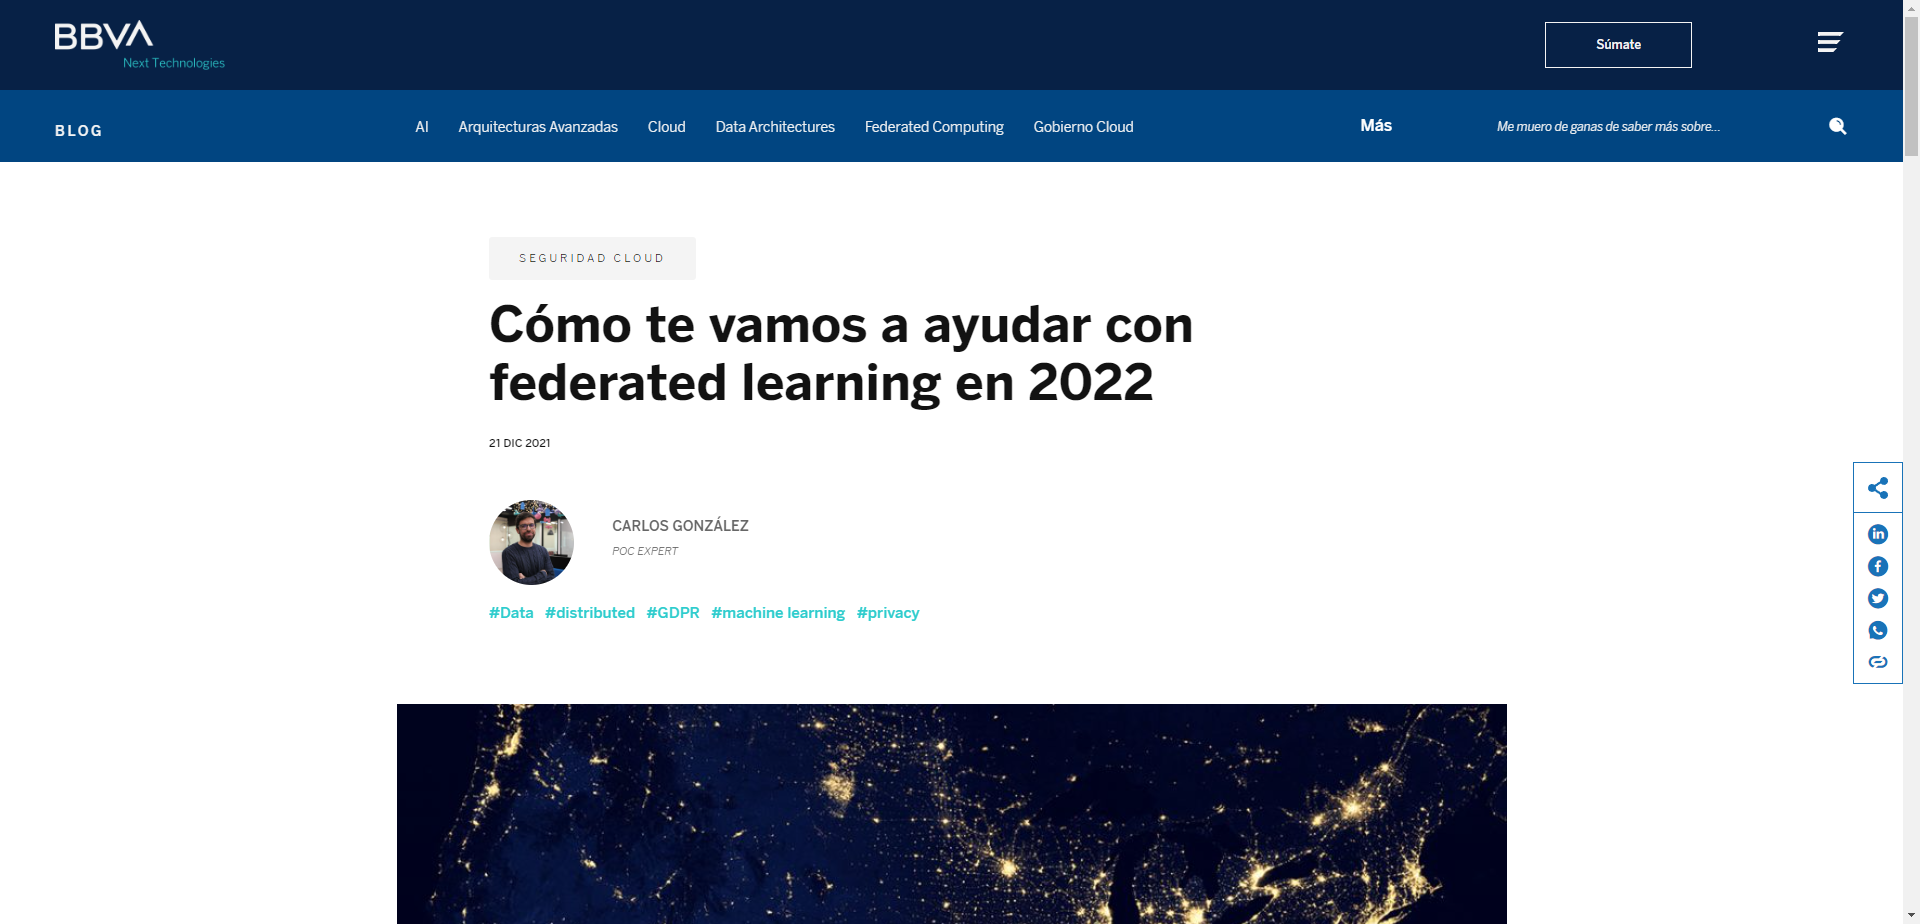 BBVA
Next Technologies
Súmate
BLOG
AI
Arquitecturas Avanzadas
Cloud
Data Architectures
Federated Computing
Gobierno Cloud
Más
Me muero de ganas de saber más sobre...
SEGURIDAD CLOUD
Cómo te vamos a ayudar con
federated learning en 2022
21 DIC 2021
CARLOS GONZÁLEZ
POC EXPERT
#Data #distributed #GDPR #machine learning #privacy